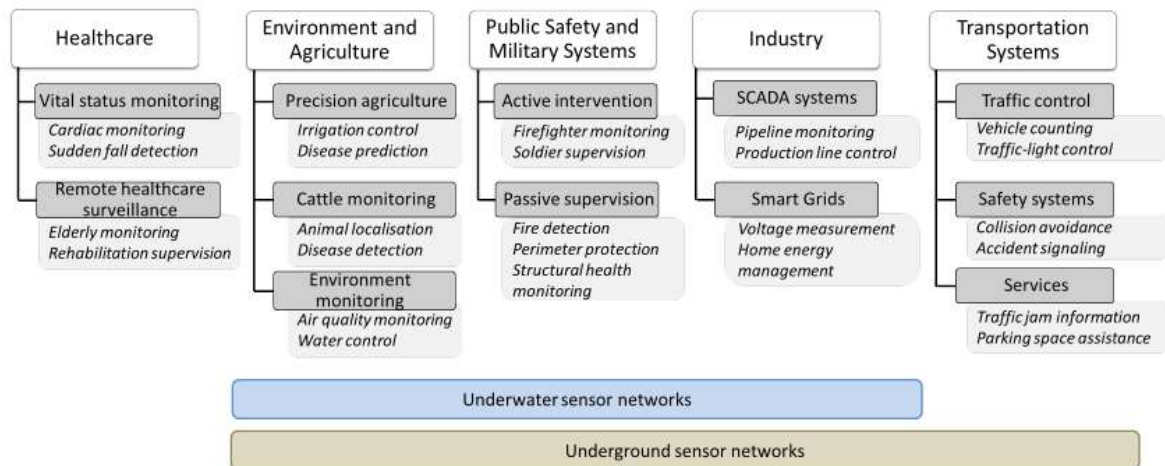 Healthcare
Vital status monitoring
Cardiac monitoring
Sudden fall detection
Remote healthcare
surveillance
Elderly monitoring
Rehabilitation supervision
Environment and
Agriculture
Precision agriculture
Irrigation control
Disease prediction
Cattle monitoring
Animal localisation
Disease detection
Environment
monitoring
Air quality monitoring
Water control
Public Safety and
Military Systems
Active intervention
Firefighter monitoring
Soldier supervision
Passive supervision
Fire detection
Perimeter protection
Structural health
monitoring
Industry
SCADA systems
Pipeline monitoring
Production line control
Smart Grids
Voltage measurement
Home energy
management
Transportation
Systems
Traffic control
Vehicle counting
Traffic-light control
Safety systems
Collision avoidance
Accident signaling
Services
Traffic jam information
Parking space assistance
Underwater sensor networks
Underground sensor networks